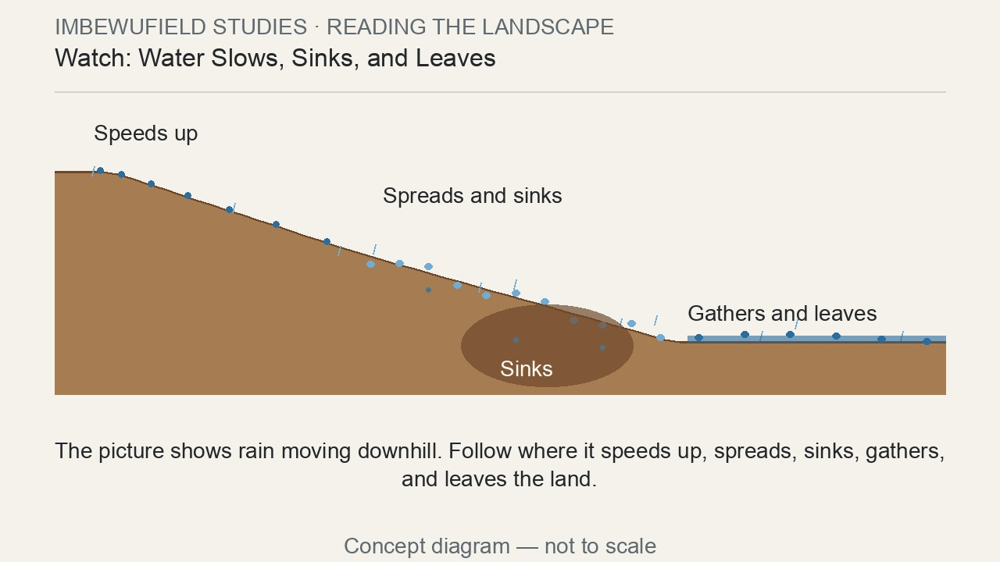 IMBEWUFIELD STUDIES · READING THE LANDSCAPE
Watch: Water Slows, Sinks, and Leaves
Speeds up
Spreads and sinks
Gathers and leaves
Sinks
The picture shows rain moving downhill. Follow where it speeds up, spreads, sinks, gathers,
and leaves the land.
Concept diagram — not to scale